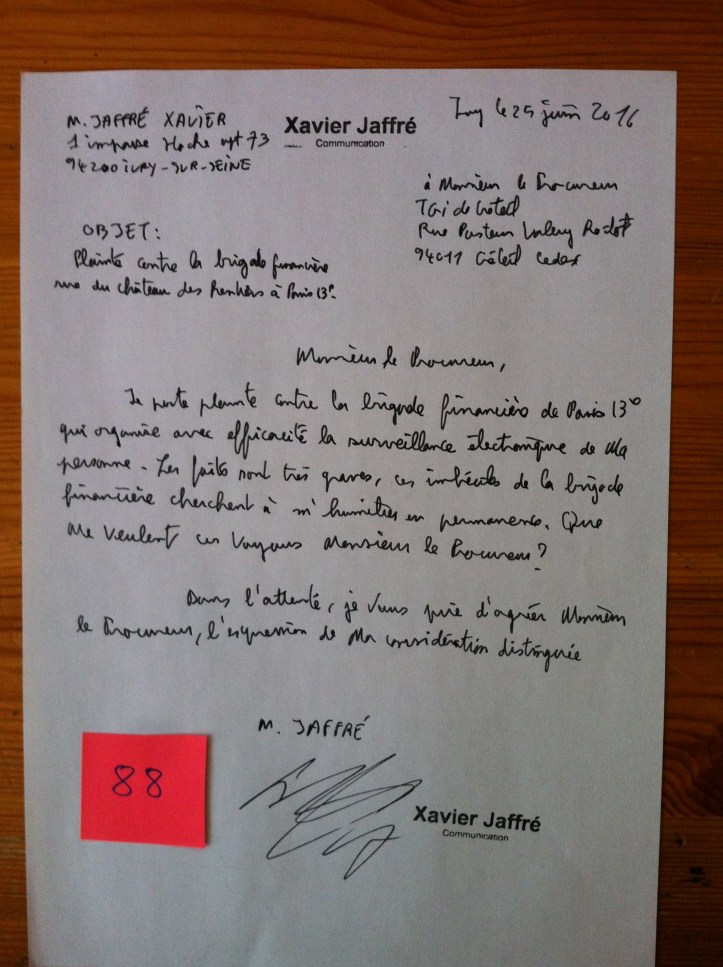 M. JAFFRÉ XAVIER
1 impasse Hoche apt 73
94200 IVRY-SUR-SEINE
Xavier Jaffré
Communication
Ivry le 25 juin 2016
à Monsieur le Procureur
TGI de Créteil
Rue Pasteur Valery Radot
94011 Créteil Cedex
OBJET:
Plainte contre la brigade financière
rue du château des Rentiers à Paris 13e.
Monsieur le Procureur,
Je porte plainte contre la brigade financière de Paris 13e
qui organise avec efficacité la surveillance électronique de ma
personne. Les faits sont très graves, ces imbéciles de la brigade
financière cherchent à m'humilier en permanence. Que
me veulent ces voyous Monsieur le Procureur?
Dans l'attente, je vous prie d'agréer Monsieur
le Procureur, l'expression de ma considération distinguée
M. JAFFRÉ
88
Xavier Jaffré
Communication